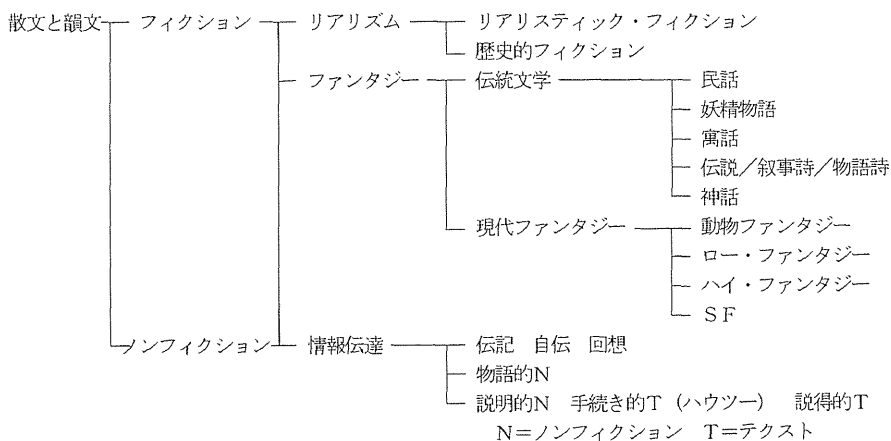 散文と韻文 フィクション リアリズム リアリスティック・フィクション
歴史的フィクション
ファンタジー 伝統文学 民話
妖精物語
寓話
伝説／叙事詩／物語詩
神話
現代ファンタジー 動物ファンタジー
ロー・ファンタジー
ハイ・ファンタジー
ＳＦ
ノンフィクション 情報伝達 伝記 自伝 回想
物語的Ｎ
説明的Ｎ 手続き的Ｔ（ハウツー） 説得的Ｔ
Ｎ＝ノンフィクション Ｔ＝テクスト